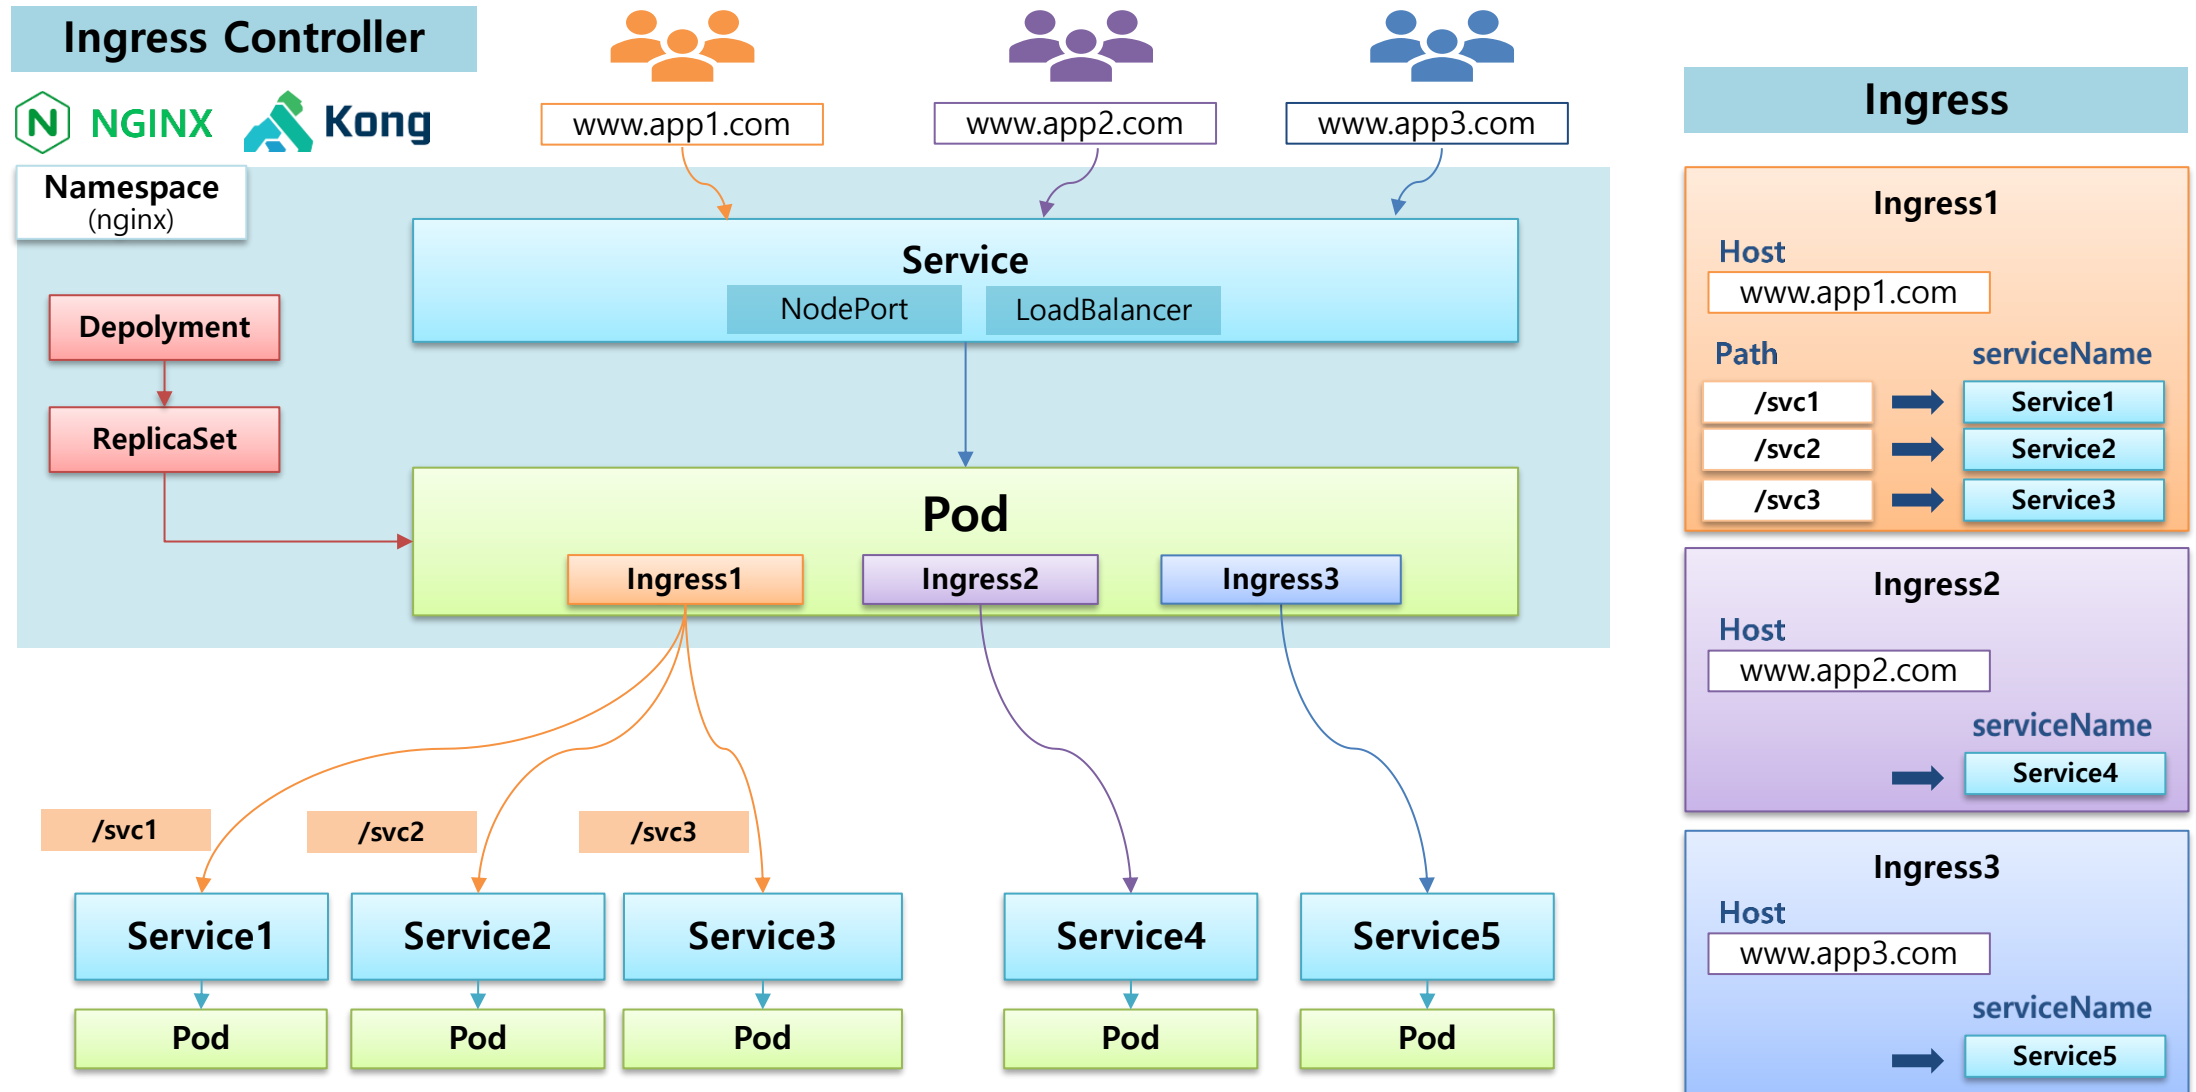 Ingress Controller
NGINX
Kong
www.app1.com
www.app2.com
www.app3.com
Namespace
(nginx)
Service
NodePort
LoadBalancer
Depolyment
ReplicaSet
Pod
Ingress1
Ingress2
Ingress3
/svc1
/svc2
/svc3
Service1
Service2
Service3
Service4
Service5
Pod
Pod
Pod
Pod
Pod
Ingress
Ingress1
Host
www.app1.com
Path
serviceName
/svc1
Service1
/svc2
Service2
/svc3
Service3
Ingress2
Host
www.app2.com
serviceName
Service4
Ingress3
Host
www.app3.com
serviceName
Service5